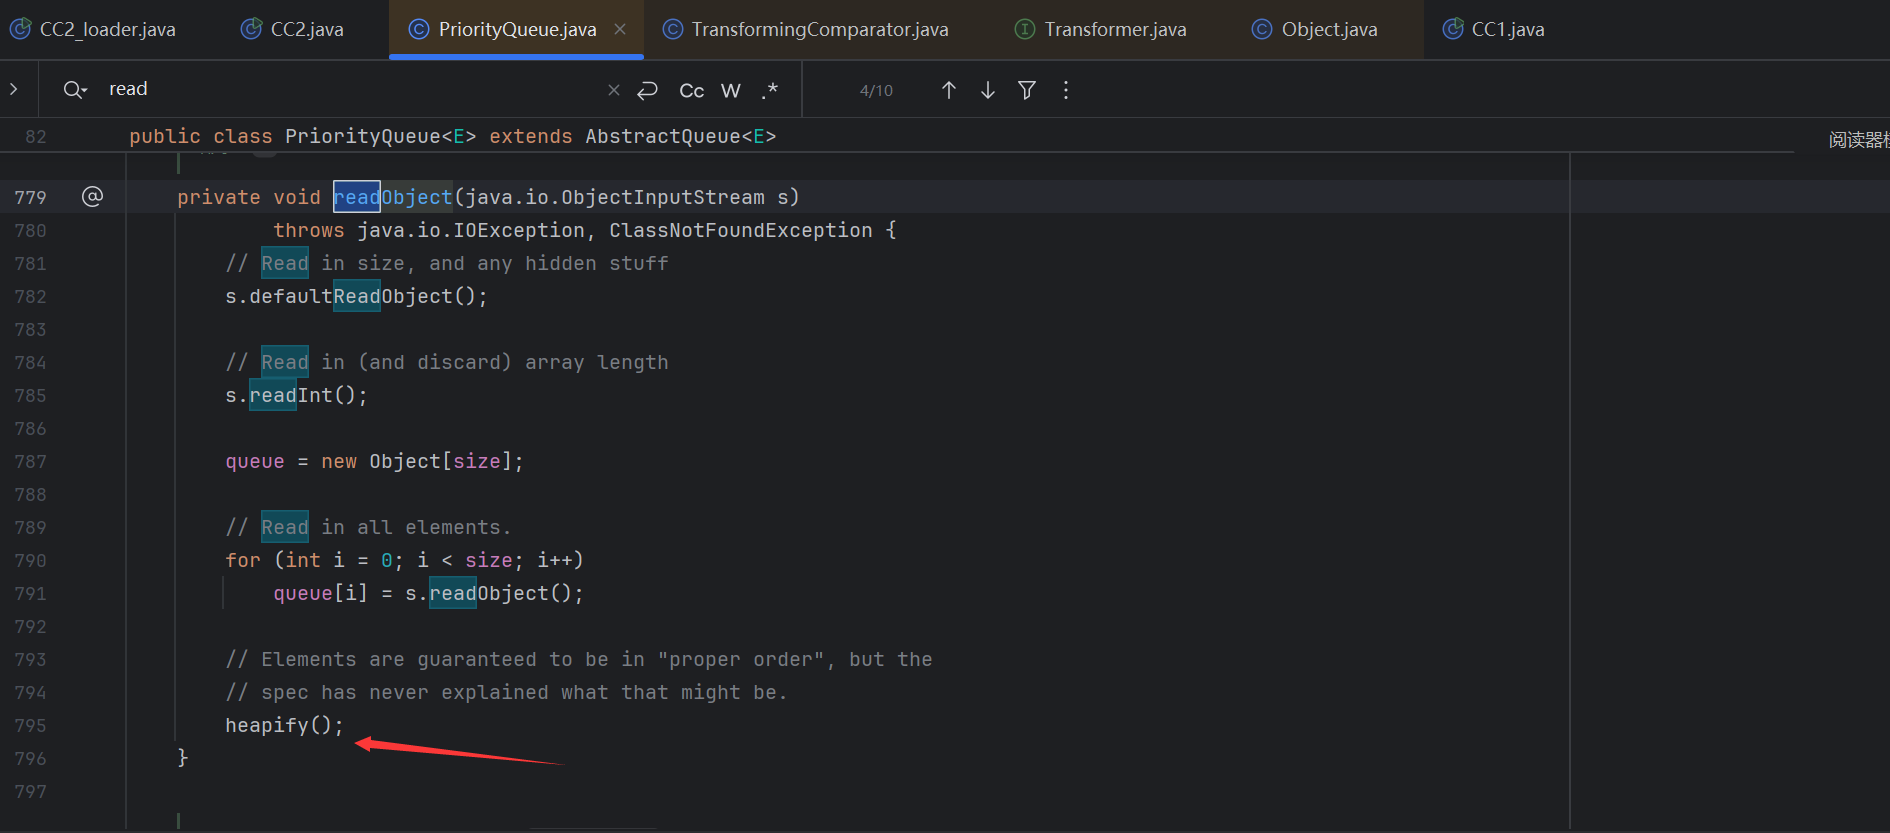 CC2_loader.java CC2.java PriorityQueue.java TransformingComparator.java Transformer.java Object.java CC1.java
read Cc W .* 4/10
82 public class PriorityQueue<E> extends AbstractQueue<E>
阅读器
779 @ private void readObject(java.io.ObjectInputStream s)
780 throws java.io.IOException, ClassNotFoundException {
781 // Read in size, and any hidden stuff
782 s.defaultReadObject();
783
784 // Read in (and discard) array length
785 s.readInt();
786
787 queue = new Object[size];
788
789 // Read in all elements.
790 for (int i = 0; i < size; i++)
791 queue[i] = s.readObject();
792
793 // Elements are guaranteed to be in "proper order", but the
794 // spec has never explained what that might be.
795 heapify();
796 }
797